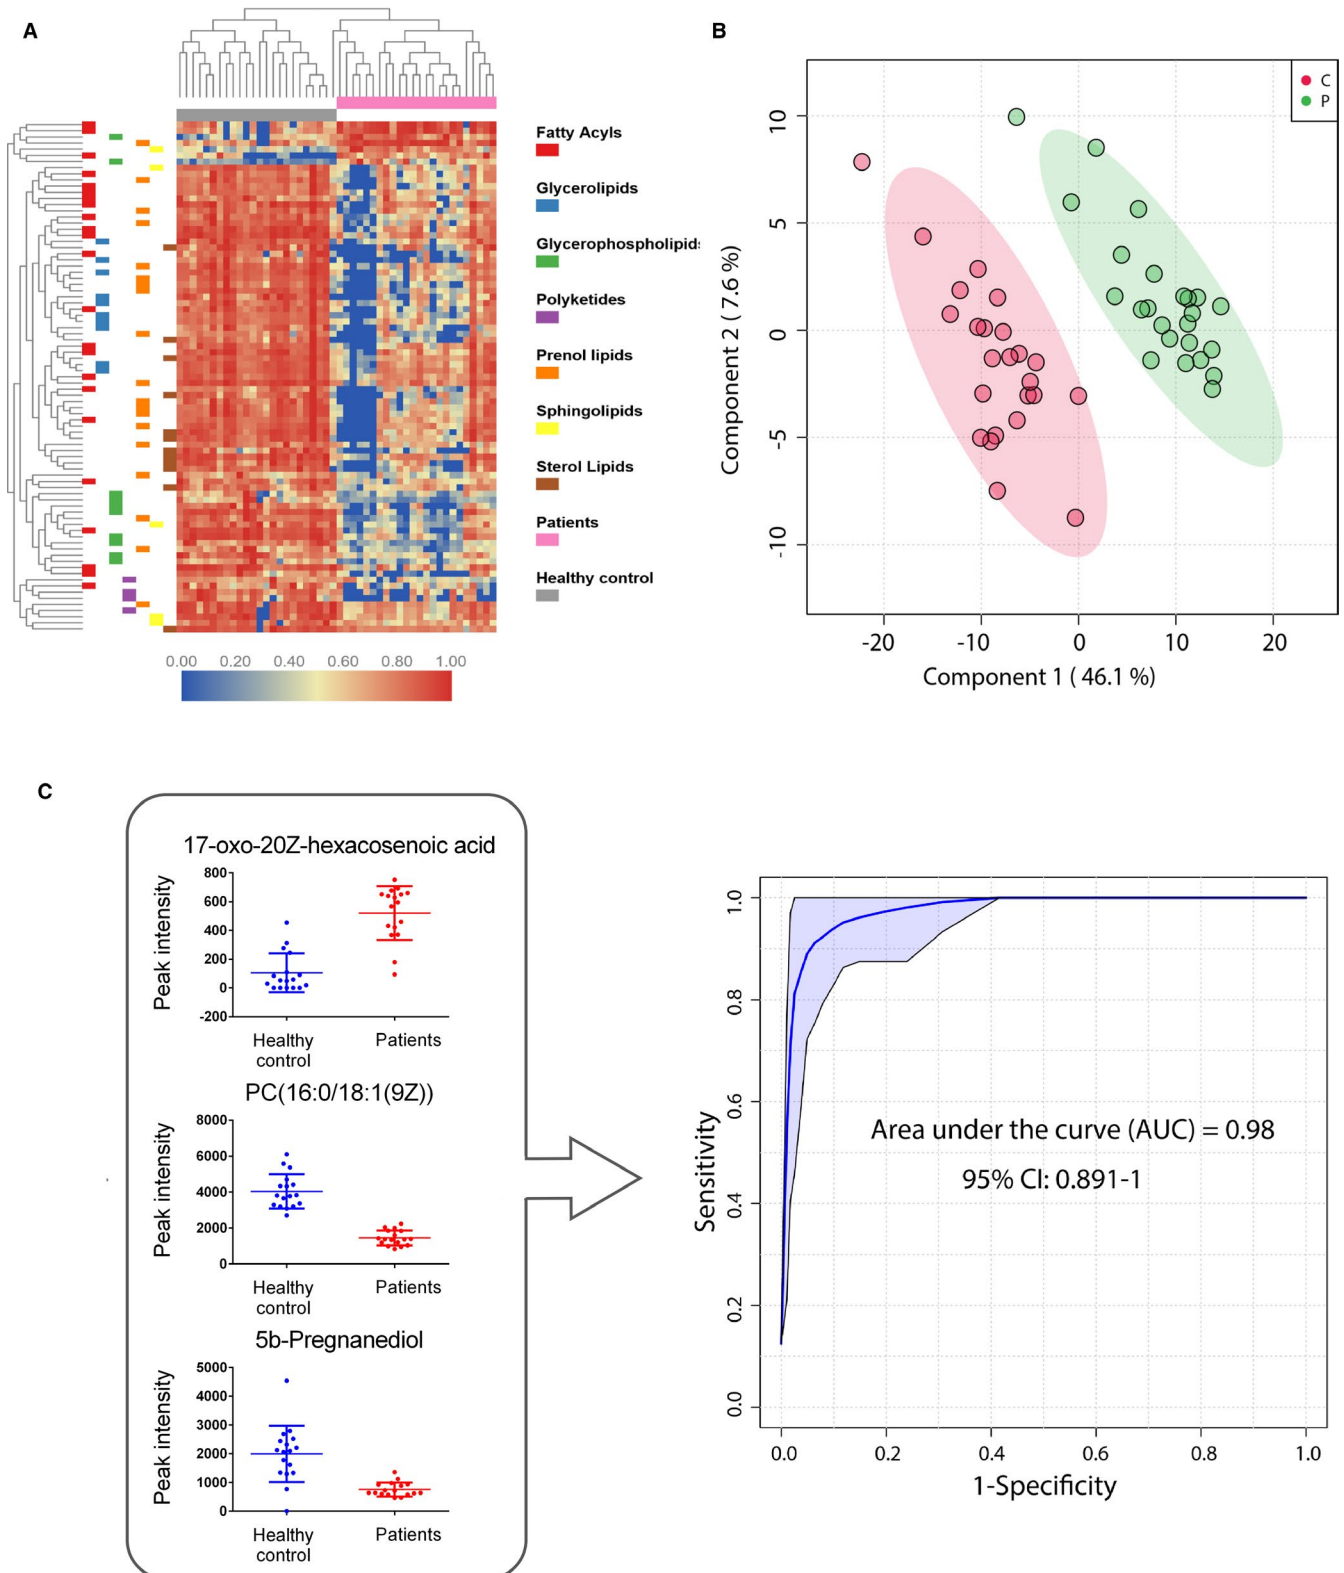 A
Fatty Acyls
Glycerolipids
Glycerophospholipids
Polyketides
Prenol lipids
Sphingolipids
Sterol Lipids
Patients
Healthy control
0.00 0.20 0.40 0.60 0.80 1.00
B
C
P
10
5
0
-5
-10
Component 2 ( 7.6 %)
-20 -10 0 10 20
Component 1 ( 46.1 %)
C
17-oxo-20Z-hexacosenoic acid
Peak intensity
800
600
400
200
0
-200
Healthy control
Patients
PC(16:0/18:1(9Z))
Peak intensity
8000
6000
4000
2000
0
Healthy control
Patients
5b-Pregnanediol
Peak intensity
5000
4000
3000
2000
1000
0
Healthy control
Patients
Sensitivity
1.0
0.8
0.6
0.4
0.2
0.0
Area under the curve (AUC) = 0.98
95% CI: 0.891-1
0.0 0.2 0.4 0.6 0.8 1.0
1-Specificity